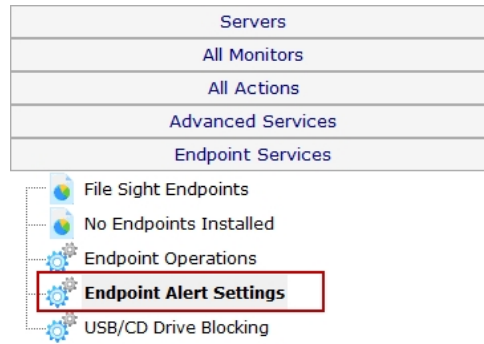 Servers
All Monitors
All Actions
Advanced Services
Endpoint Services
File Sight Endpoints
No Endpoints Installed
Endpoint Operations
Endpoint Alert Settings
USB/CD Drive Blocking